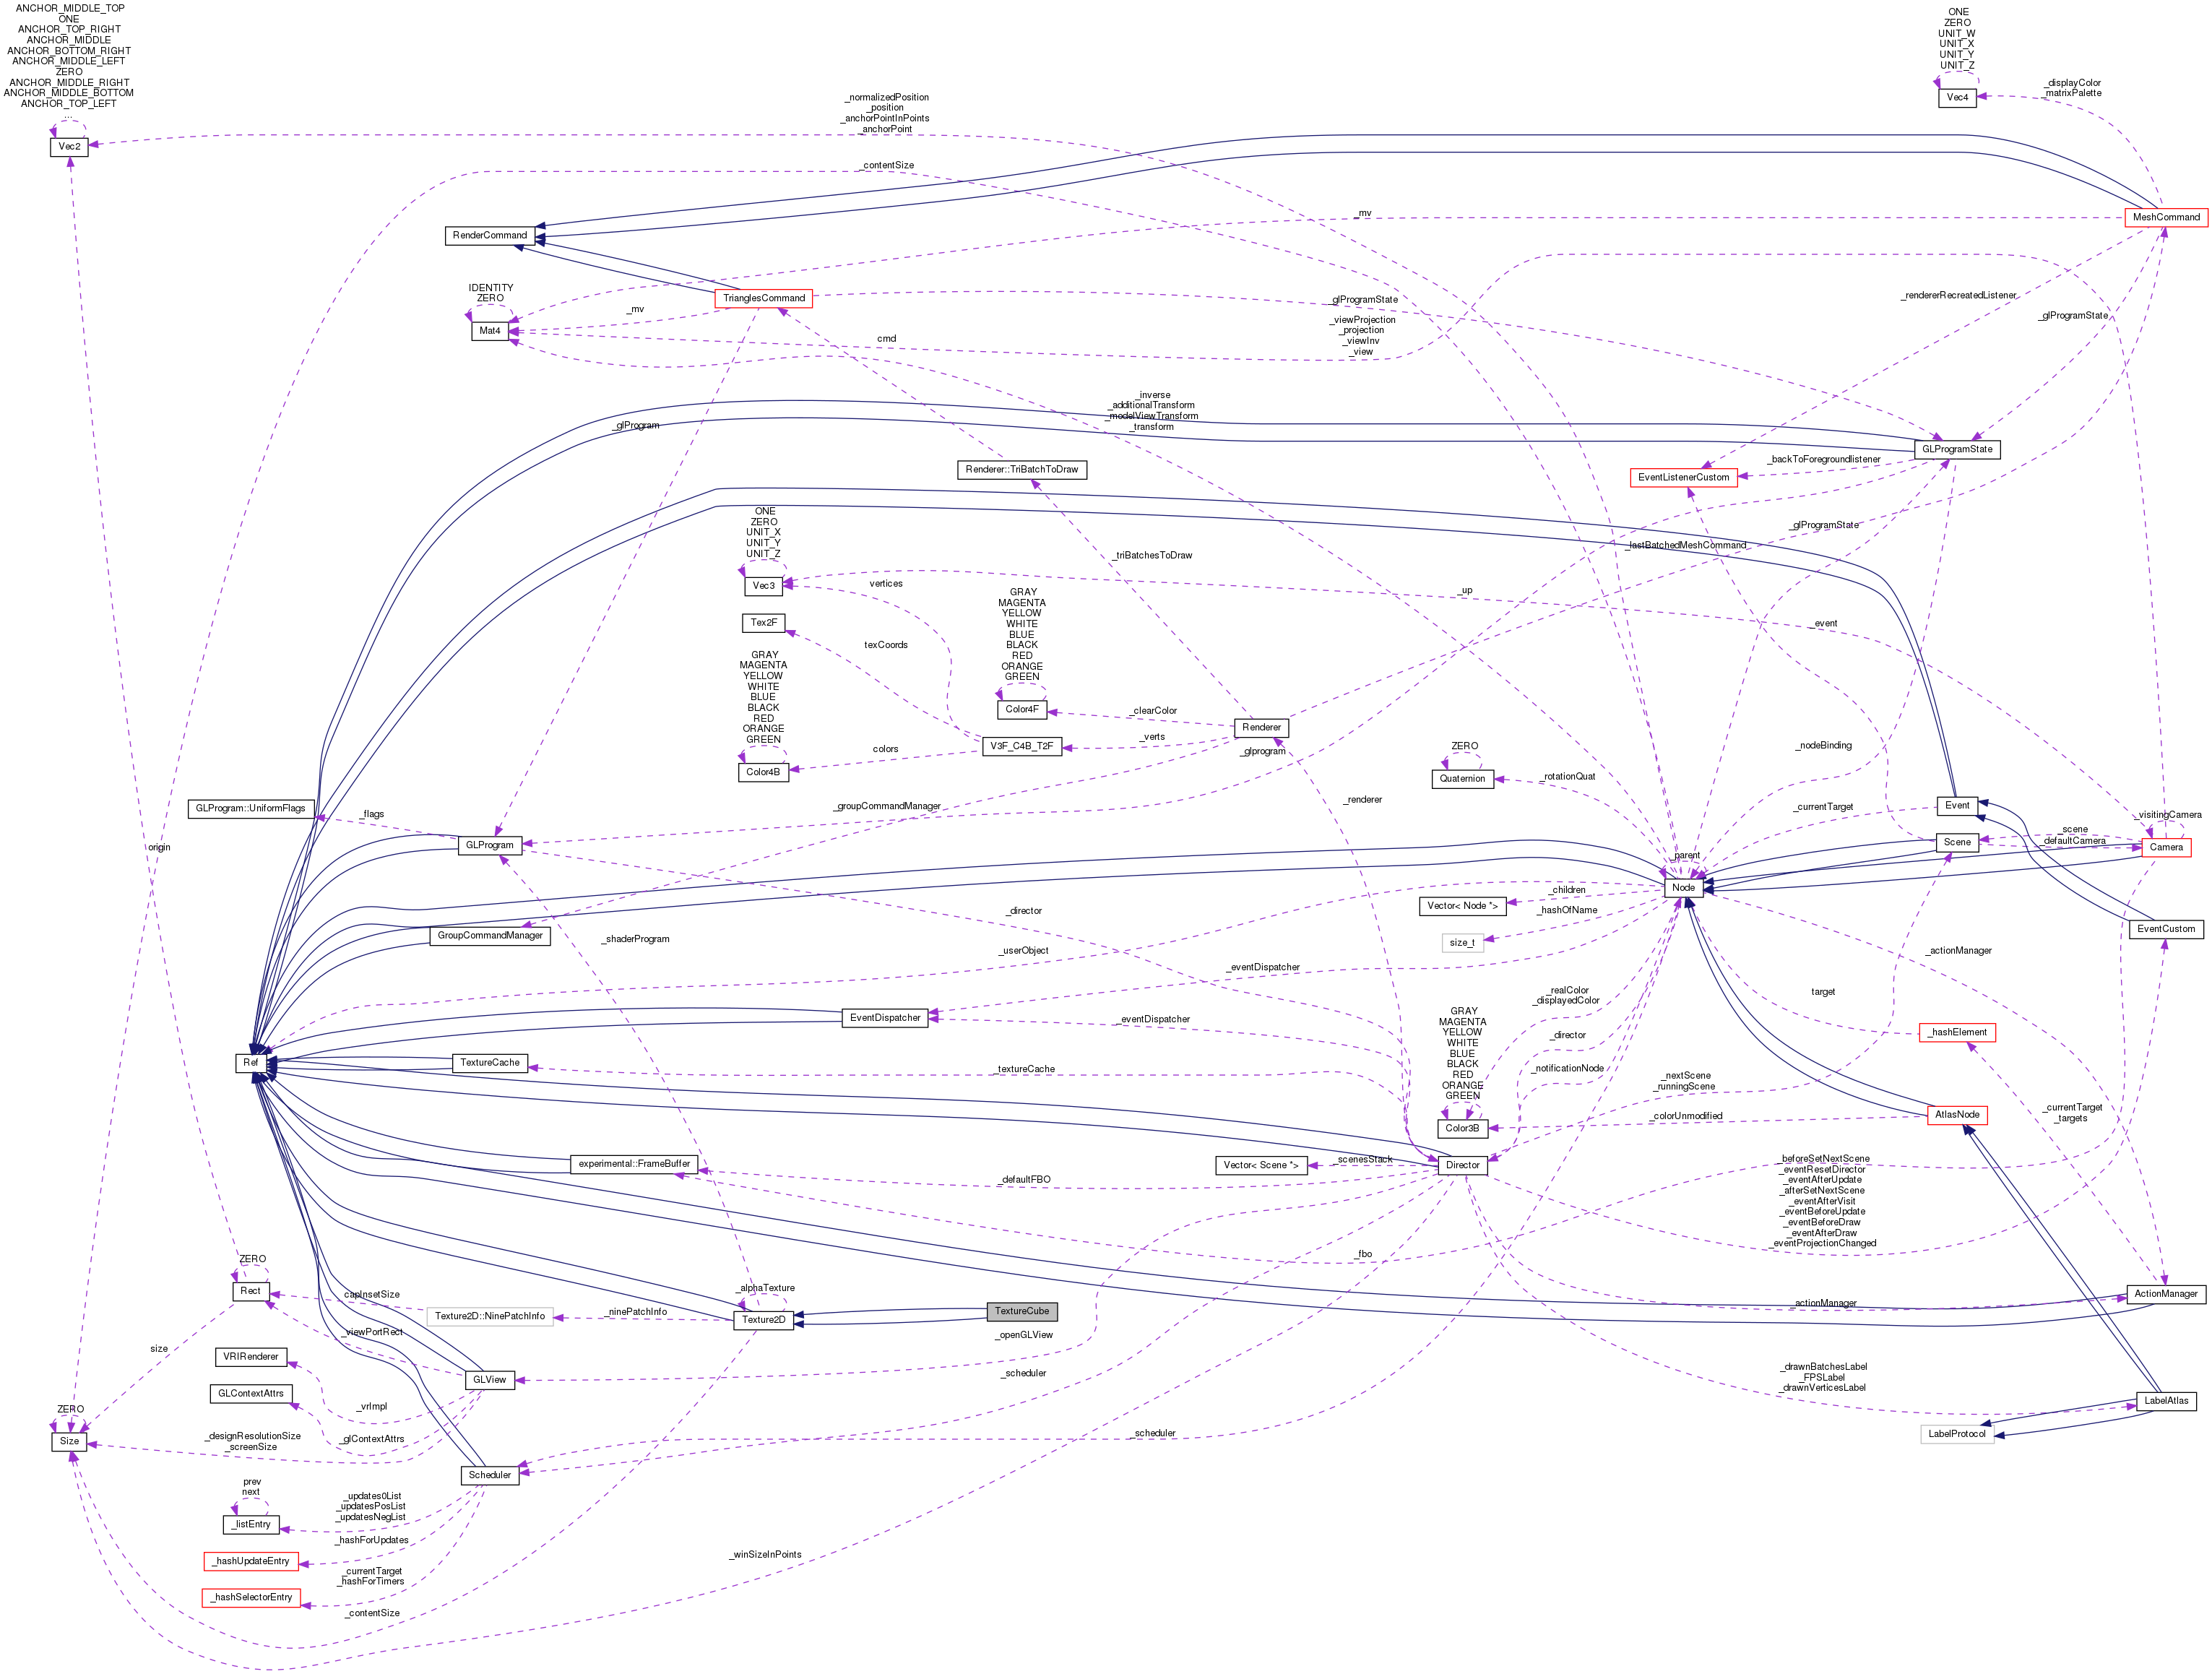 ANCHOR_MIDDLE_TOP
ONE
ANCHOR_TOP_RIGHT
ANCHOR_MIDDLE
ANCHOR_BOTTOM_RIGHT
ANCHOR_MIDDLE_LEFT
ZERO
ANCHOR_MIDDLE_RIGHT
ANCHOR_MIDDLE_BOTTOM
ANCHOR_TOP_LEFT
...
Vec2
_normalizedPosition
_position
_anchorPointInPoints
_anchorPoint
_contentSize
ONE
ZERO
UNIT_W
UNIT_X
UNIT_Y
UNIT_Z
Vec4
_displayColor
_matrixPalette
MeshCommand
_mv
RenderCommand
TrianglesCommand
IDENTITY
ZERO
Mat4
_mv
cmd
_glProgramState
_viewProjection
_projection
_viewInv
_view
_rendererRecreatedListener
_glProgramState
_inverse
_additionalTransform
_modelViewTransform
_transform
_glProgram
GLProgramState
Renderer::TriBatchToDraw
_backToForegroundlistener
EventListenerCustom
ONE
ZERO
UNIT_X
UNIT_Y
UNIT_Z
Vec3
_triBatchesToDraw
_glProgramState
_lastBatchedMeshCommand
vertices
_up
Tex2F
texCoords
GRAY
MAGENTA
YELLOW
WHITE
BLUE
BLACK
RED
ORANGE
GREEN
Color4F
_clearColor
_event
GRAY
MAGENTA
YELLOW
WHITE
BLUE
BLACK
RED
ORANGE
GREEN
Color4B
colors
V3F_C4B_T2F
_verts
Renderer
_glprogram
ZERO
Quaternion
_rotationQuat
_nodeBinding
GLProgram::UniformFlags
_flags
GLProgram
_groupCommandManager
_renderer
_currentTarget
Event
_visitingCamera
_scene
_defaultCamera
Scene
Camera
origin
_parent
Node
_children
Vector< Node *>
_hashOfName
size_t
_director
GroupCommandManager
_shaderProgram
_userObject
_eventDispatcher
_actionManager
EventCustom
_realColor
_displayedColor
target
EventDispatcher
_eventDispatcher
GRAY
MAGENTA
YELLOW
WHITE
BLUE
BLACK
RED
ORANGE
GREEN
Color3B
_director
_hashElement
Ref
TextureCache
_textureCache
_notificationNode
_nextScene
_runningScene
_colorUnmodified
AtlasNode
_currentTarget
_targets
experimental::FrameBuffer
_defaultFBO
Vector< Scene *>
_scenesStack
Director
_beforeSetNextScene
_eventResetDirector
_eventAfterUpdate
_afterSetNextScene
_eventAfterVisit
_eventBeforeUpdate
_eventBeforeDraw
_eventAfterDraw
_eventProjectionChanged
_fbo
ZERO
Rect
capInsetSize
Texture2D::NinePatchInfo
_ninePatchInfo
_alphaTexture
Texture2D
TextureCube
_actionManager
ActionManager
size
_viewPortRect
_openGLView
VRIRenderer
GLView
GLContextAttrs
_vrImpl
_scheduler
_drawnBatchesLabel
_FPSLabel
_drawnVerticesLabel
LabelAtlas
LabelProtocol
ZERO
Size
_designResolutionSize
_screenSize
_glContextAttrs
_scheduler
Scheduler
prev
next
_listEntry
_updates0List
_updatesPosList
_updatesNegList
_hashForUpdates
_hashUpdateEntry
_winSizeInPoints
_currentTarget
_hashForTimers
_hashSelectorEntry
_contentSize